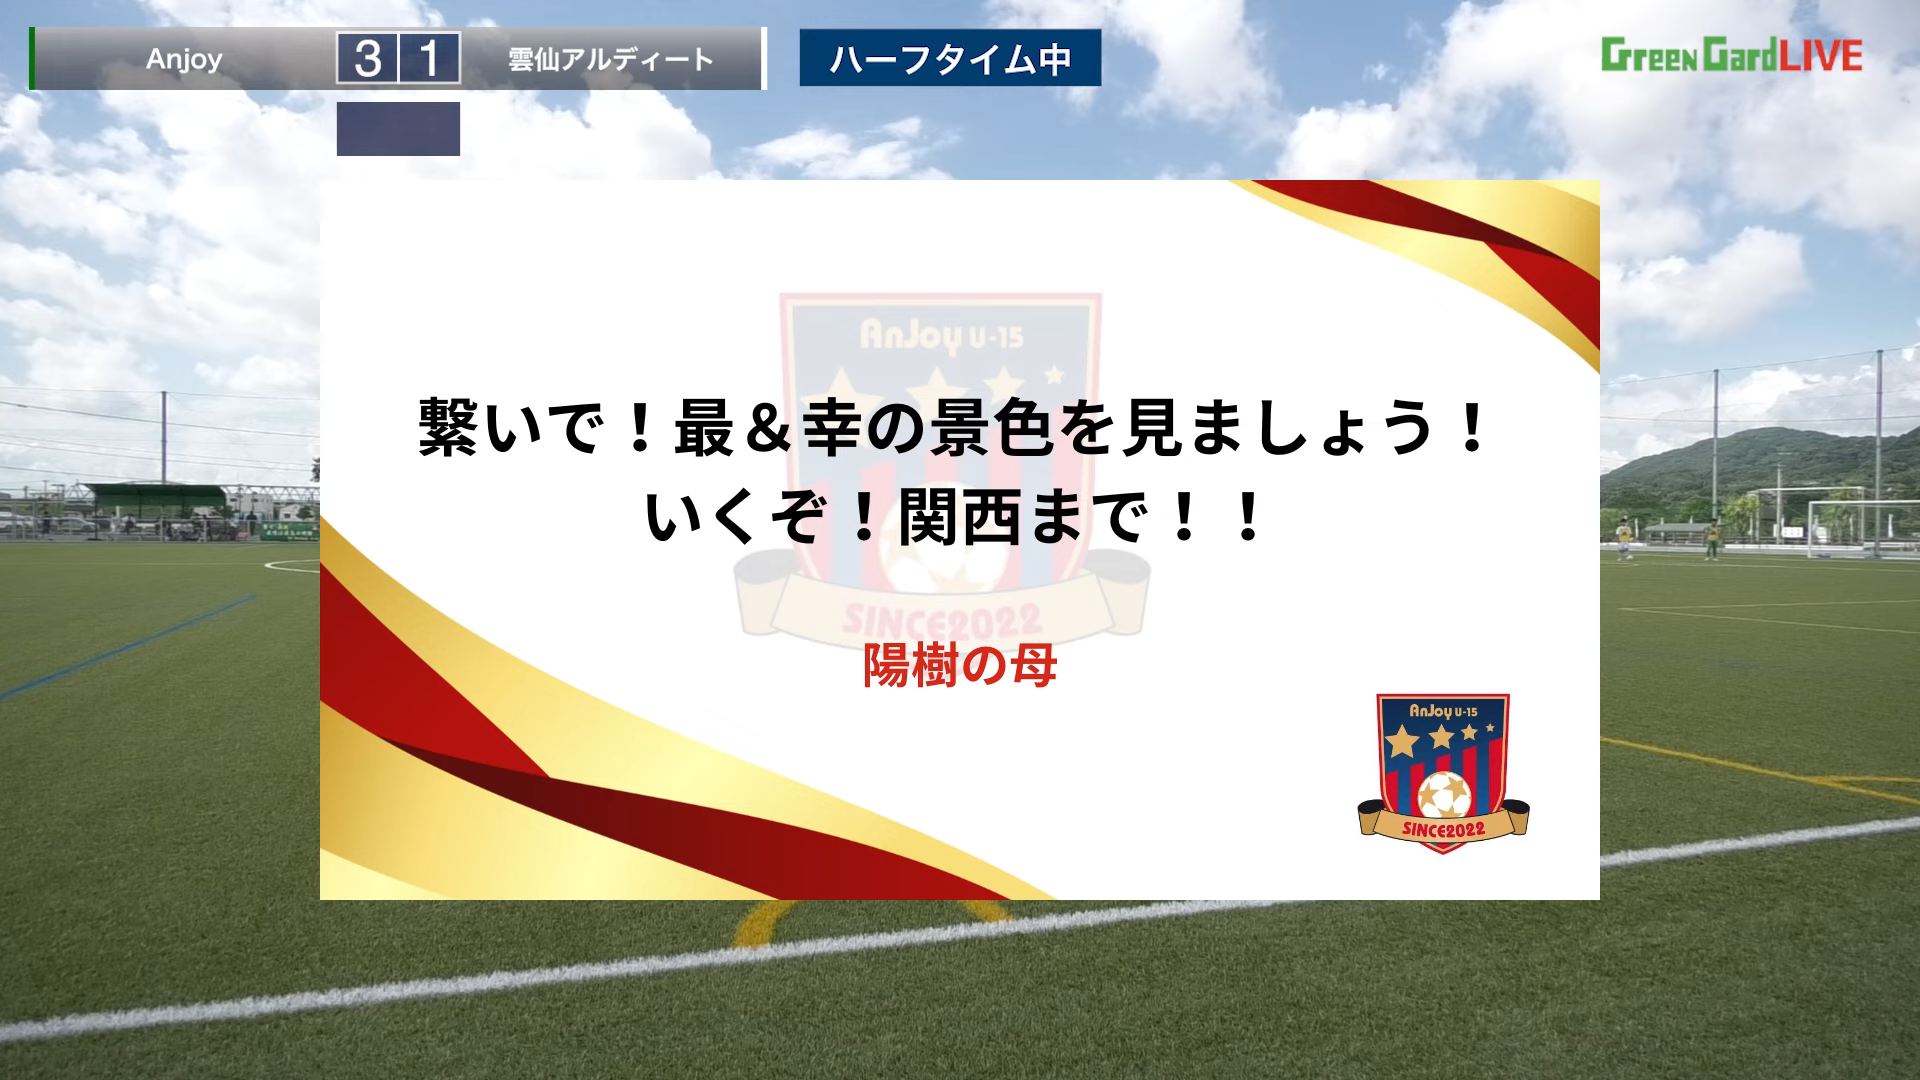 Anjoy 3 1 雲仙アルディート ハーフタイム中
Green Gard LIVE
AnJoy U-15
繋いで！最＆幸の景色を見ましょう！
いくぞ！関西まで！！
SINCE2022
陽樹の母
AnJoy U-15
SINCE2022